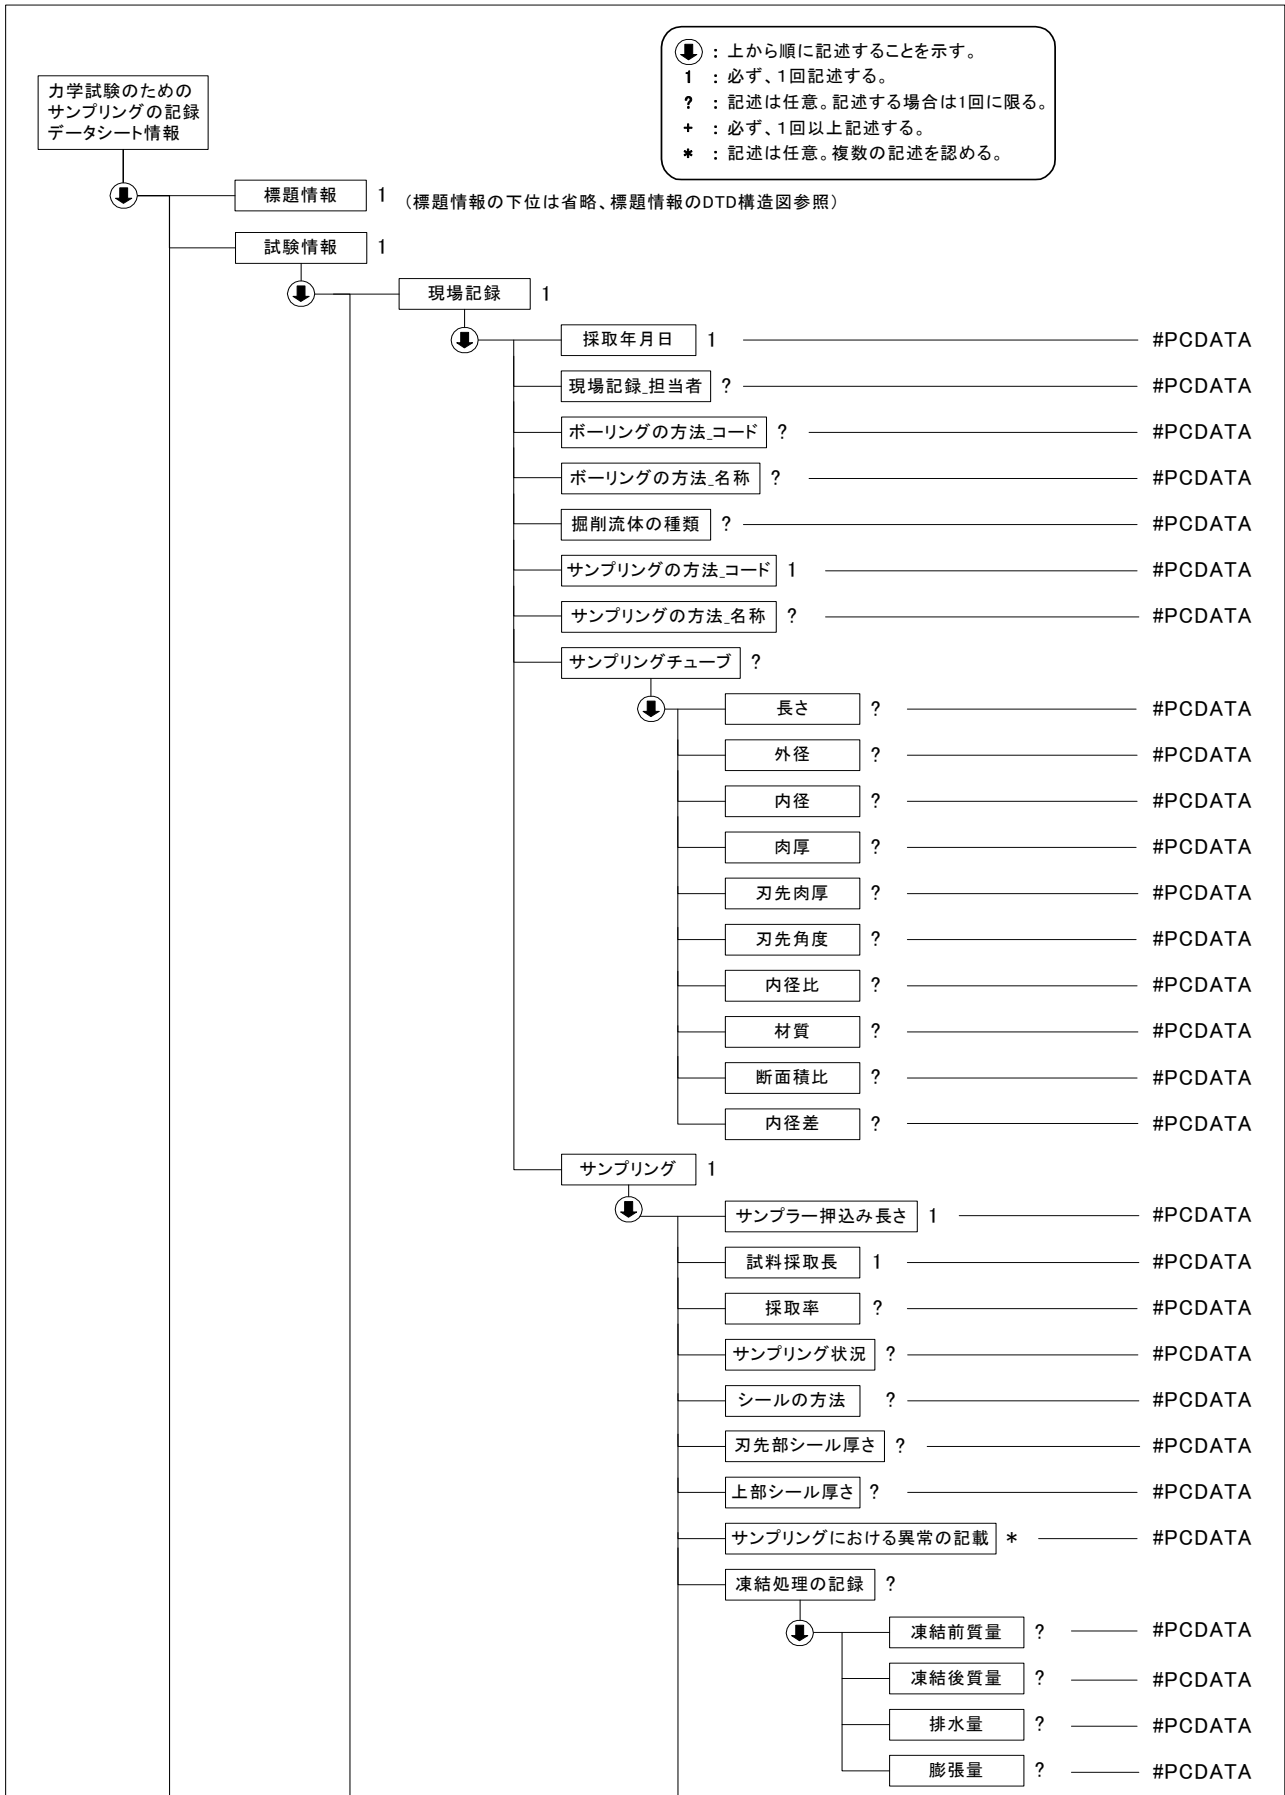 ⬇ : 上から順に記述することを示す。
1 : 必ず、1回記述する。
? : 記述は任意。記述する場合は1回に限る。
+ : 必ず、1回以上記述する。
* : 記述は任意。複数の記述を認める。
力学試験のための
サンプリングの記録
データシート情報
標題情報 1 (標題情報の下位は省略、標題情報のDTD構造図参照)
試験情報 1
現場記録 1
採取年月日 1 #PCDATA
現場記録_担当者 ? #PCDATA
ボーリングの方法_コード ? #PCDATA
ボーリングの方法_名称 ? #PCDATA
掘削流体の種類 ? #PCDATA
サンプリングの方法_コード 1 #PCDATA
サンプリングの方法_名称 ? #PCDATA
サンプリングチューブ ?
長さ ? #PCDATA
外径 ? #PCDATA
内径 ? #PCDATA
肉厚 ? #PCDATA
刃先肉厚 ? #PCDATA
刃先角度 ? #PCDATA
内径比 ? #PCDATA
材質 ? #PCDATA
断面積比 ? #PCDATA
内径差 ? #PCDATA
サンプリング 1
サンプラー押込み長さ 1 #PCDATA
試料採取長 1 #PCDATA
採取率 ? #PCDATA
サンプリング状況 ? #PCDATA
シールの方法 ? #PCDATA
刃先部シール厚さ ? #PCDATA
上部シール厚さ ? #PCDATA
サンプリングにおける異常の記載 * #PCDATA
凍結処理の記録 ?
凍結前質量 ? #PCDATA
凍結後質量 ? #PCDATA
排水量 ? #PCDATA
膨張量 ? #PCDATA